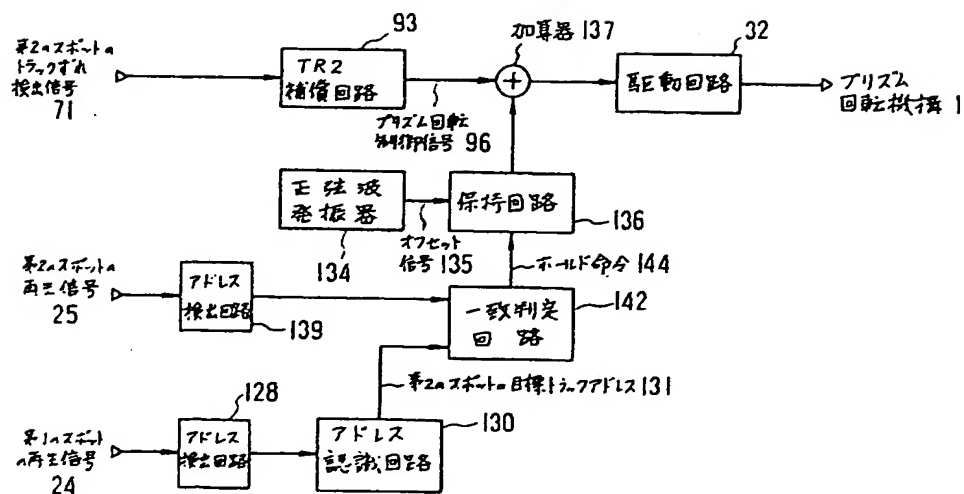 93
加算器 137
32
第2のスポットの
トラックずれ
検出信号
71
TR2
補償回路
+
駆動回路
プリズム
回転機構 1
プリズム回転
制御信号 96
正弦波
発振器
134
オフセット
信号 135
保持回路
136
ホールド命令 144
第2のスポットの
再生信号
25
アドレス
検出回路
139
一致判定
回路
142
第2のスポットの目標トラックアドレス 131
128
130
第1のスポット
の再生信号
24
アドレス
検出回路
アドレス
認識回路